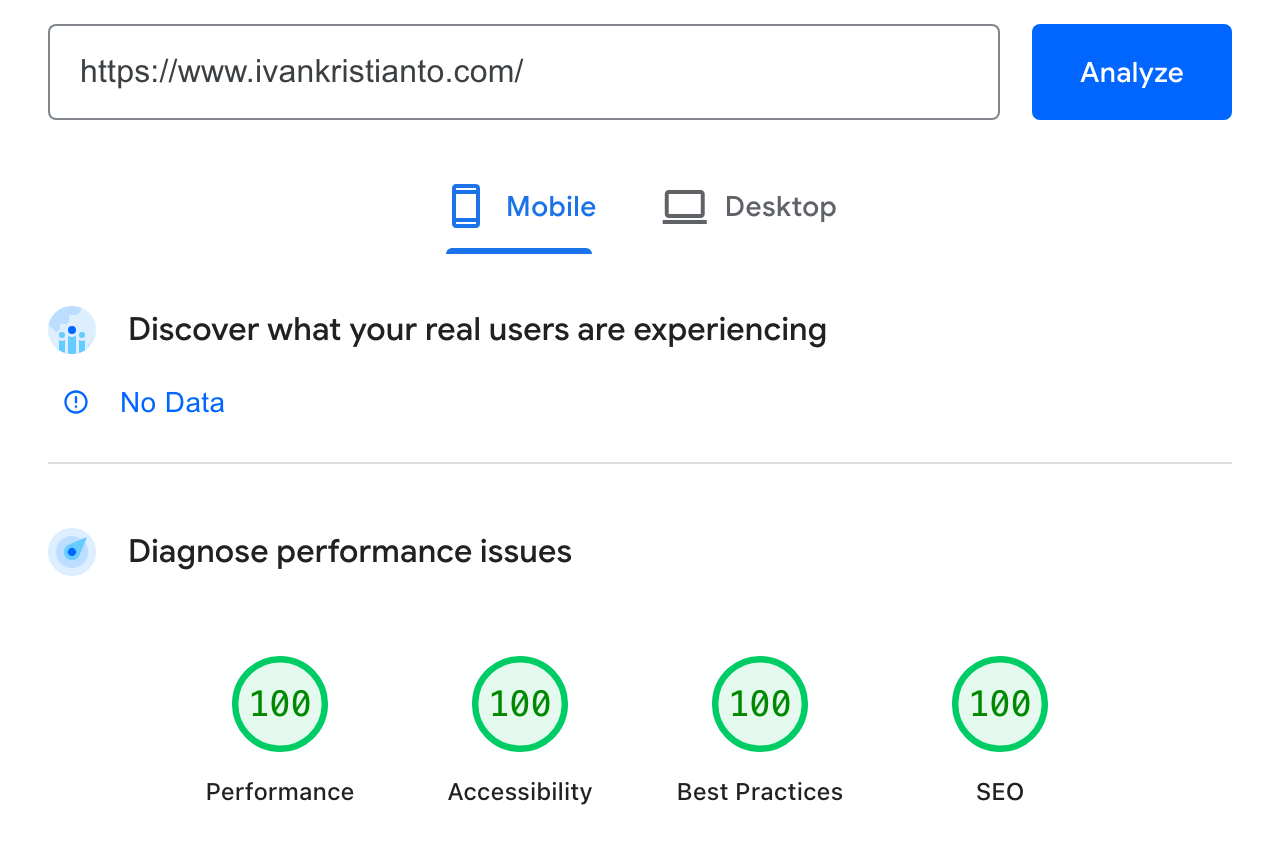 https://www.ivankristianto.com/
Analyze
Mobile
Desktop
Discover what your real users are experiencing
No Data
Diagnose performance issues
100
100
100
100
Performance
Accessibility
Best Practices
SEO